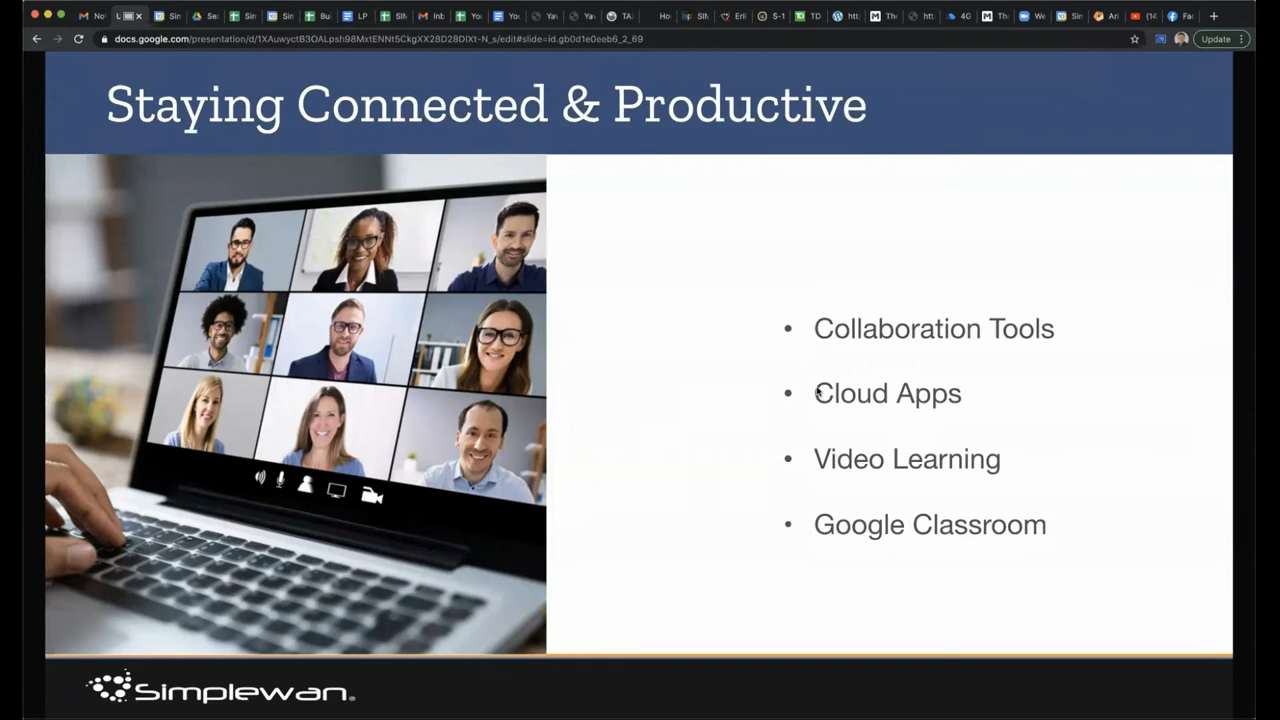 docs.google.com/presentation/d/1XAuwyctB3OALpsh98MxtENNt5CkgXX28D28DIXt-N_s/edit#slide=id.gb0d1e0eeb6_2_69
Update
Staying Connected & Productive
• Collaboration Tools
• Cloud Apps
• Video Learning
• Google Classroom
Simplewan®